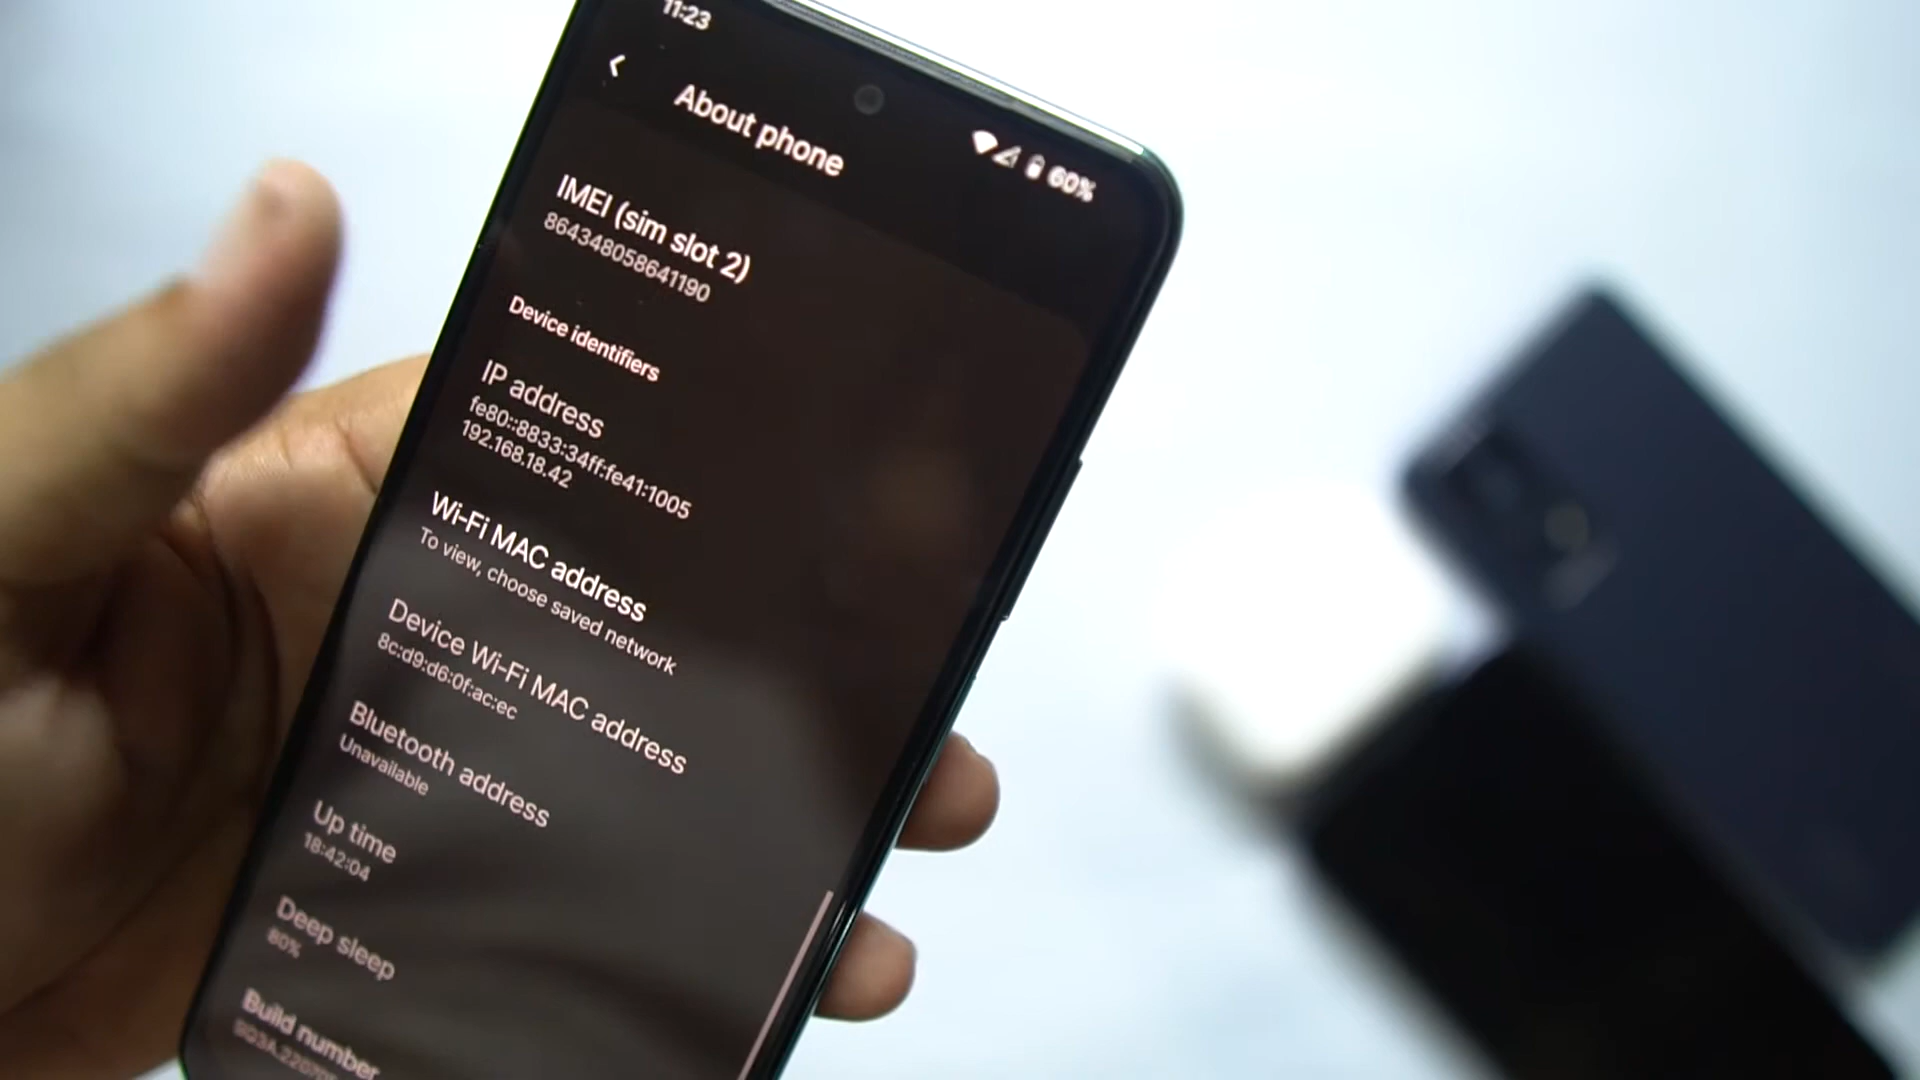 11:23
60%
About phone
IMEI (sim slot 2)
864348058641190
Device identifiers
IP address
fe80::8833:34ff:fe41:1005
192.168.18.42
Wi-Fi MAC address
To view, choose saved network
Device Wi-Fi MAC address
8c:d9:d6:0f:ac:ec
Bluetooth address
Unavailable
Up time
18:42:04
Deep sleep
80%
Build number